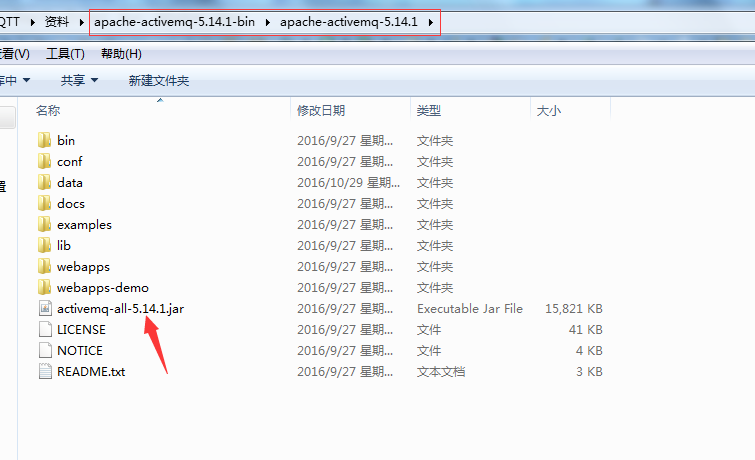 QTT ▸ 资料 ▸ apache-activemq-5.14.1-bin ▸ apache-activemq-5.14.1 ▸
查看(V) 工具(T) 帮助(H)
库中 共享 新建文件夹
名称 修改日期 类型 大小
bin 2016/9/27 星期... 文件夹
conf 2016/9/27 星期... 文件夹
data 2016/10/29 星期... 文件夹
docs 2016/9/27 星期... 文件夹
examples 2016/9/27 星期... 文件夹
lib 2016/9/27 星期... 文件夹
webapps 2016/9/27 星期... 文件夹
webapps-demo 2016/9/27 星期... 文件夹
activemq-all-5.14.1.jar 2016/9/27 星期... Executable Jar File 15,821 KB
LICENSE 2016/9/27 星期... 文件 41 KB
NOTICE 2016/9/27 星期... 文件 4 KB
README.txt 2016/9/27 星期... 文本文档 3 KB
置